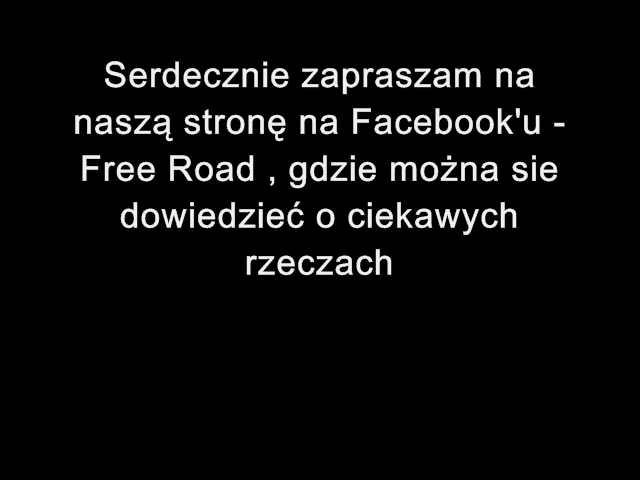 Serdecznie zapraszam na
naszą stronę na Facebook'u -
Free Road , gdzie można sie
dowiedzieć o ciekawych
rzeczach